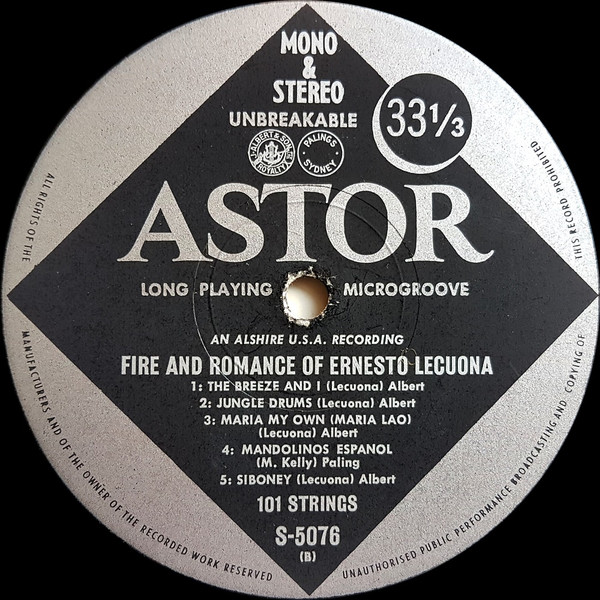 MONO
&
STEREO
UNBREAKABLE
33 1/3
J. ALBERT & SON ROYALTY
PALINGS SYDNEY
ASTOR
LONG PLAYING MICROGROOVE
AN ALSHIRE U.S.A. RECORDING
FIRE AND ROMANCE OF ERNESTO LECUONA
1: THE BREEZE AND I (Lecuona) Albert
2: JUNGLE DRUMS (Lecuona) Albert
3: MARIA MY OWN (MARIA LAO)
(Lecuona) Albert
4: MANDOLINOS ESPANOL
(M. Kelly) Paling
5: SIBONEY (Lecuona) Albert
101 STRINGS
S-5076
(B)
ALL RIGHTS OF THE MANUFACTURERS AND OF THE OWNER OF THE RECORDED WORK RESERVED
UNAUTHORISED PUBLIC PERFORMANCE BROADCASTING AND COPYING OF THIS RECORD PROHIBITED